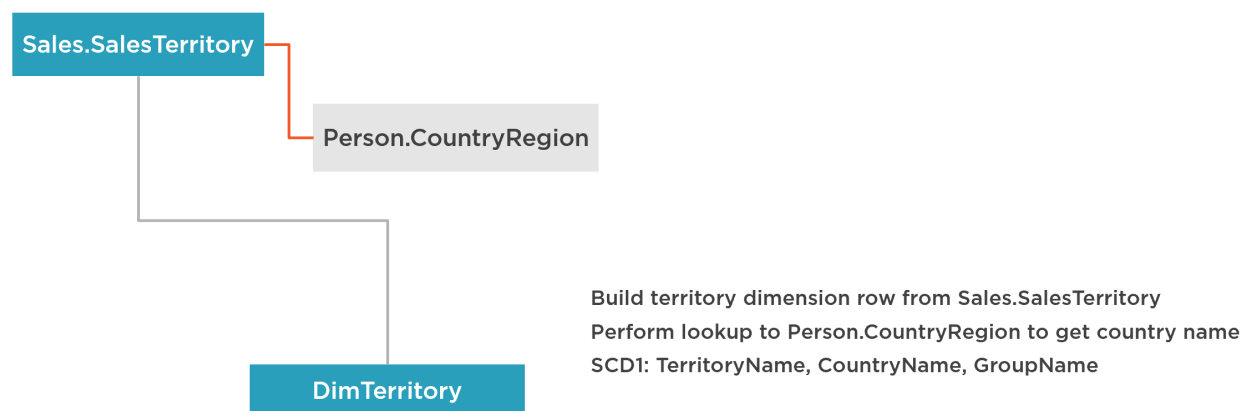 Sales.SalesTerritory
Person.CountryRegion
Build territory dimension row from Sales.SalesTerritory
Perform lookup to Person.CountryRegion to get country name
SCD1: TerritoryName, CountryName, GroupName
DimTerritory